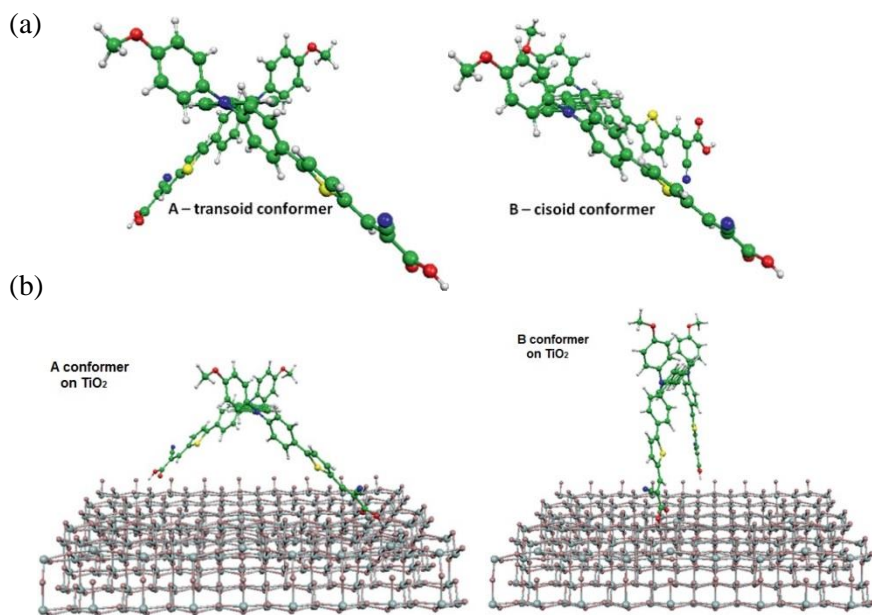 (a)
A – transoid conformer
B – cisoid conformer
(b)
A conformer
on TiO₂
B conformer
on TiO₂